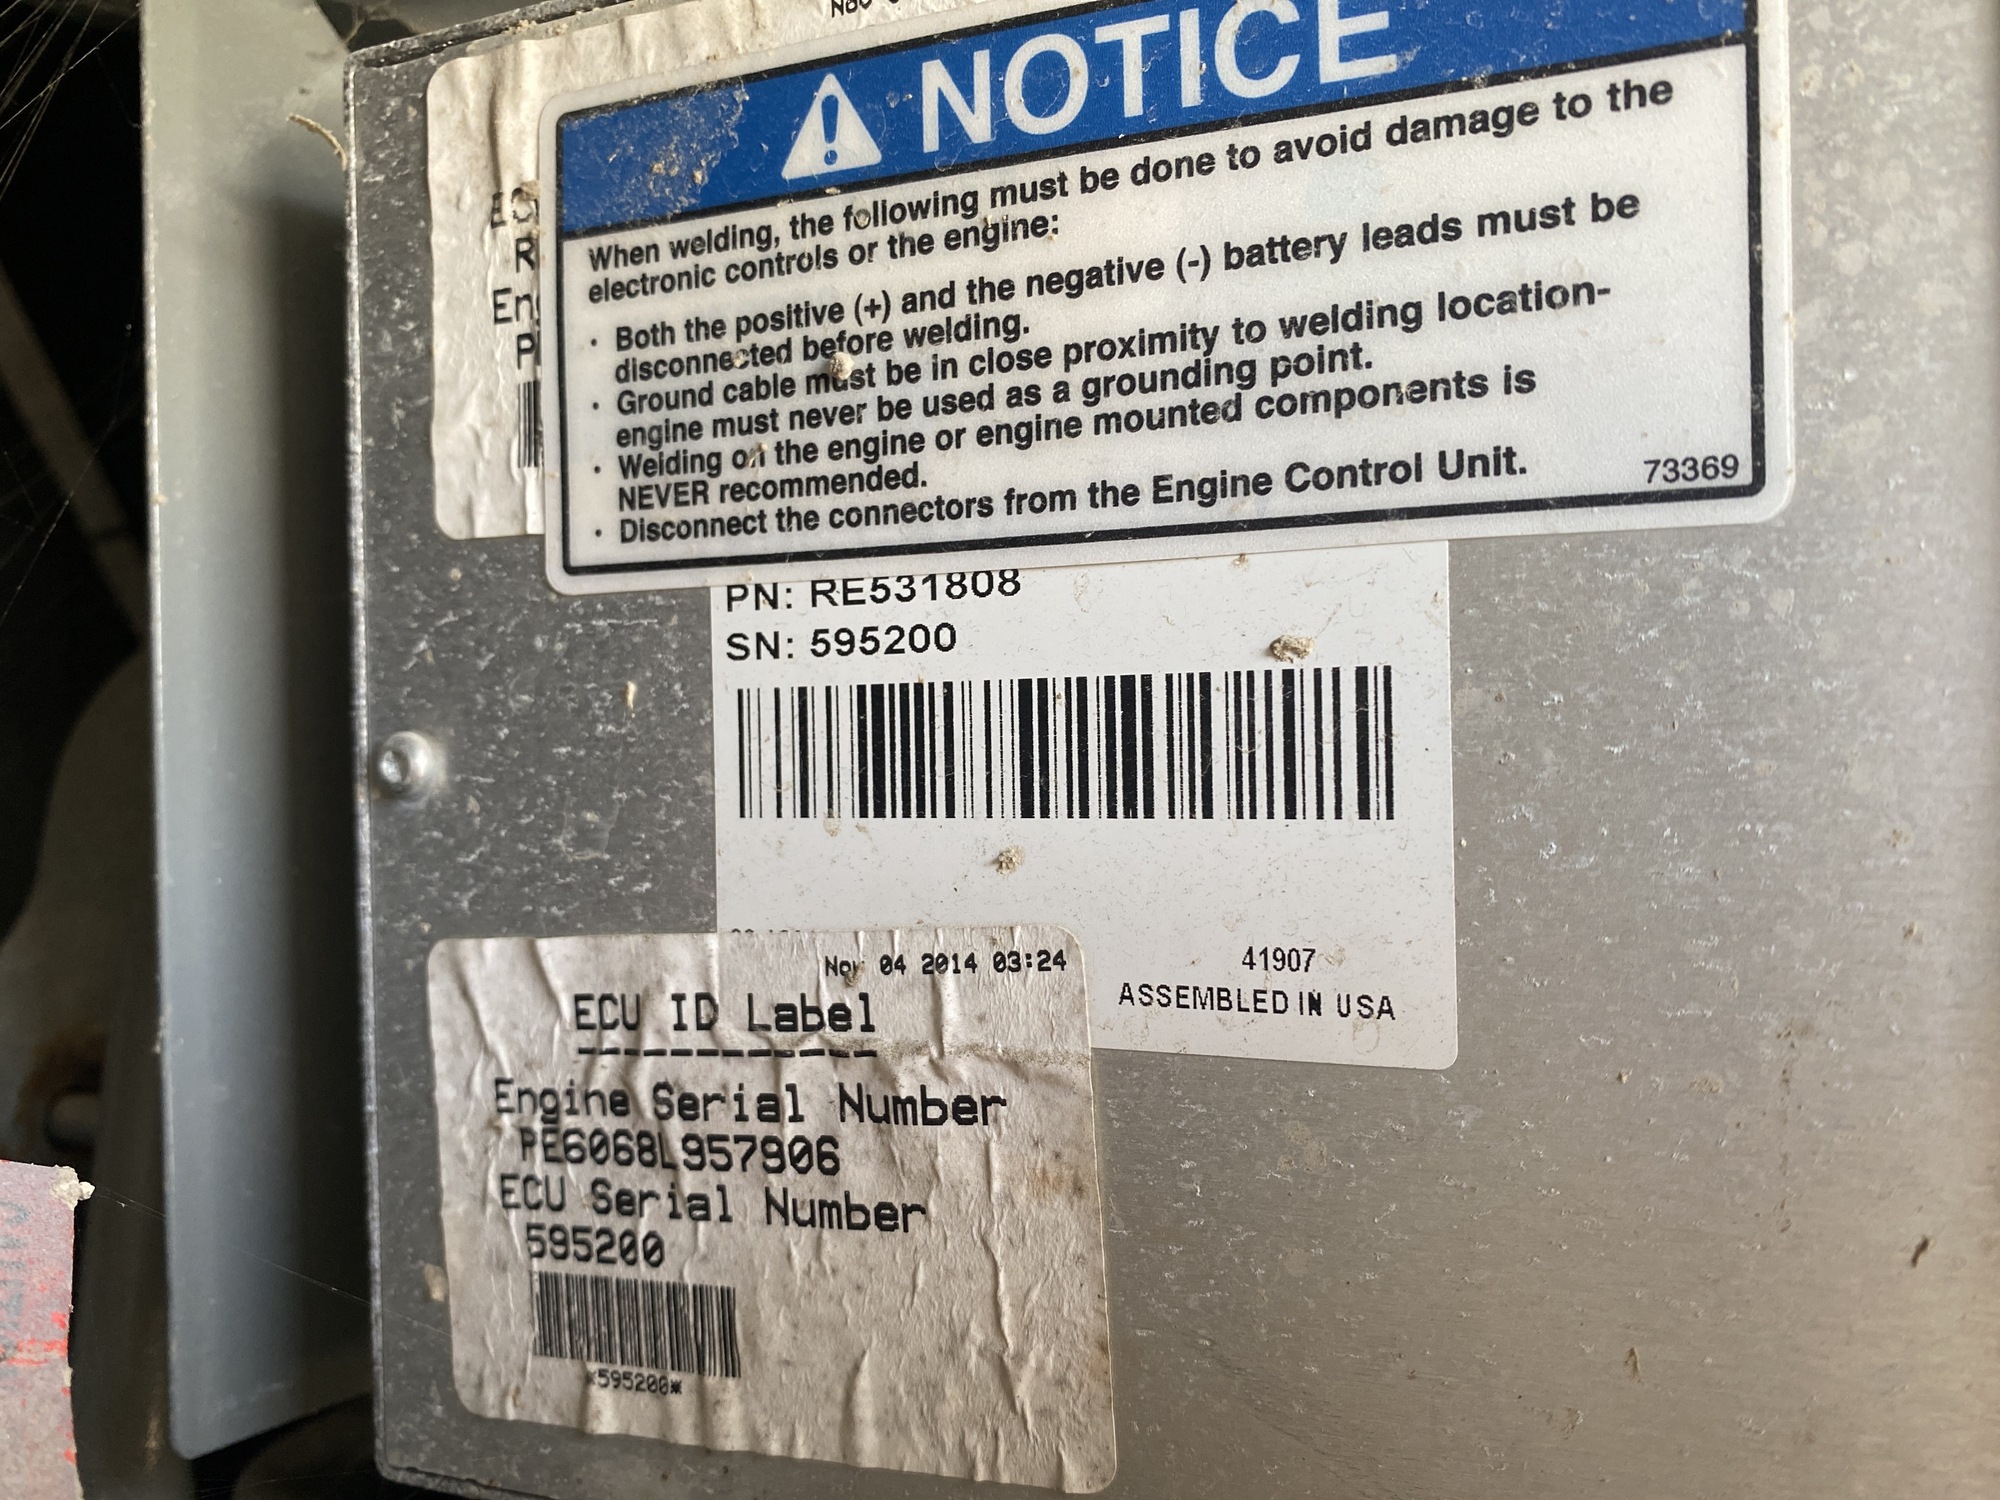 NOTICE
When welding, the following must be done to avoid damage to the
electronic controls or the engine:
· Both the positive (+) and the negative (-) battery leads must be
disconnected before welding.
· Ground cable must be in close proximity to welding location-
engine must never be used as a grounding point.
· Welding on the engine or engine mounted components is
NEVER recommended.
· Disconnect the connectors from the Engine Control Unit.
73369
PN: RE531808
SN: 595200
41907
ASSEMBLED IN USA
Nov 04 2014 03:24
ECU ID Label
------------
Engine Serial Number
PE6068L957906
ECU Serial Number
595200
*595200*